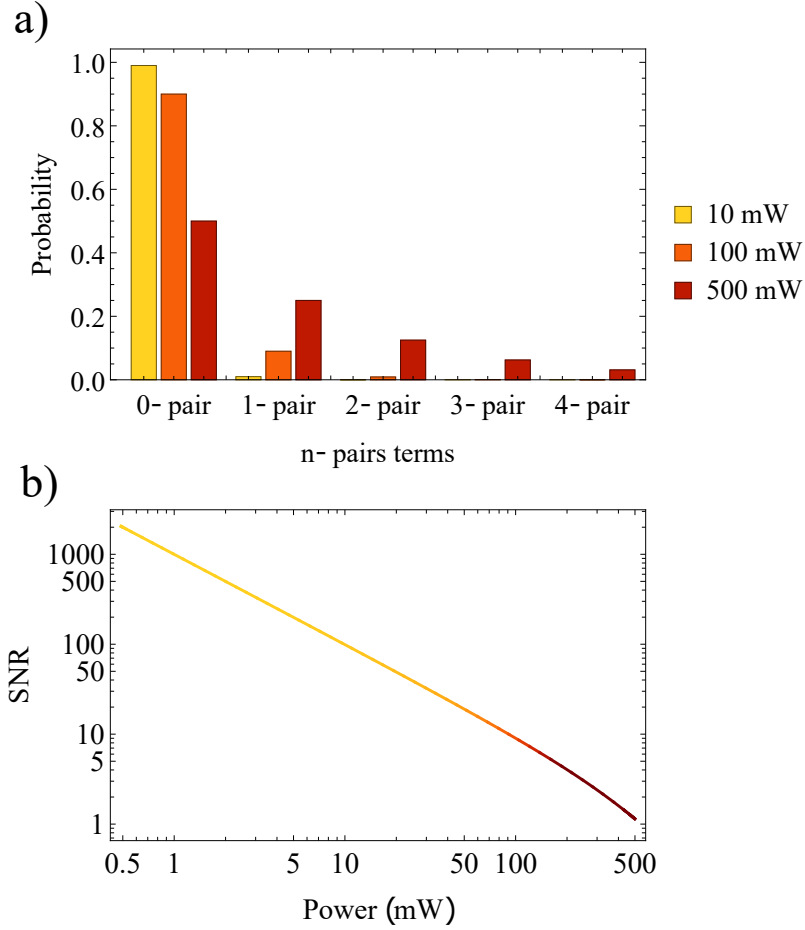 a)
1.0
0.8
0.6
0.4
0.2
0.0
Probability
0- pair 1- pair 2- pair 3- pair 4- pair
n- pairs terms
10 mW
100 mW
500 mW
b)
1000
500
100
50
10
5
1
SNR
0.5 1 5 10 50 100 500
Power (mW)